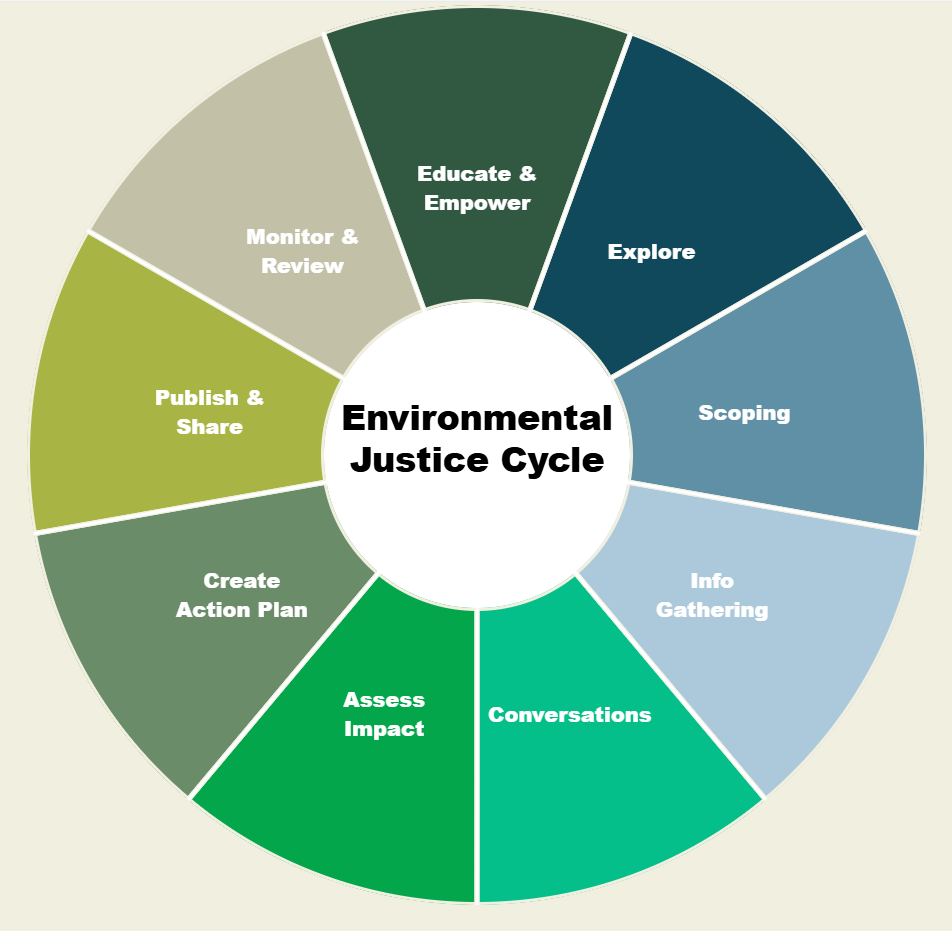 Educate &
Empower
Explore
Scoping
Info
Gathering
Conversations
Assess
Impact
Create
Action Plan
Publish &
Share
Monitor &
Review
Environmental
Justice Cycle